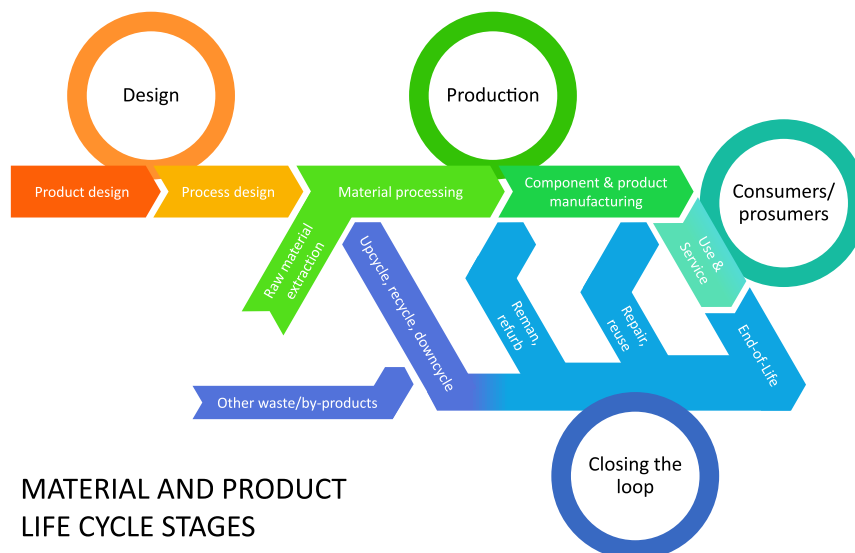 Design
Production
Consumers/
prosumers
Product design
Process design
Material processing
Component & product
manufacturing
Use &
Service
Raw material
extraction
Upcycle, recycle, downcycle
Reman,
refurb
Repair,
reuse
End-of-Life
Other waste/by-products
Closing the
loop
MATERIAL AND PRODUCT
LIFE CYCLE STAGES